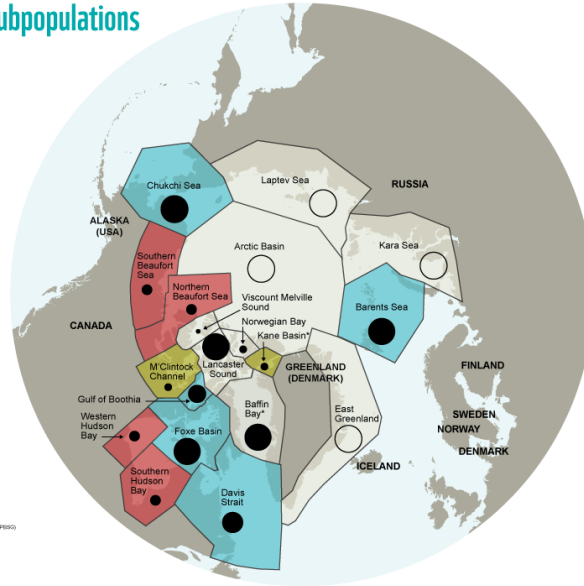 ubpopulations
Chukchi Sea
Laptev Sea
RUSSIA
ALASKA
(USA)
Arctic Basin
Kara Sea
Southern
Beaufort
Sea
Northern
Beaufort Sea
Viscount Melville
Sound
Norwegian Bay
Barents Sea
CANADA
Kane Basin*
M'Clintock
Channel
Lancaster
Sound
GREENLAND
(DENMARK)
FINLAND
Gulf of Boothia
Baffin
Bay*
East
Greenland
Western
Hudson
Bay
Foxe Basin
SWEDEN
NORWAY
DENMARK
ICELAND
Southern
Hudson
Bay
Davis
Strait
PBSG)